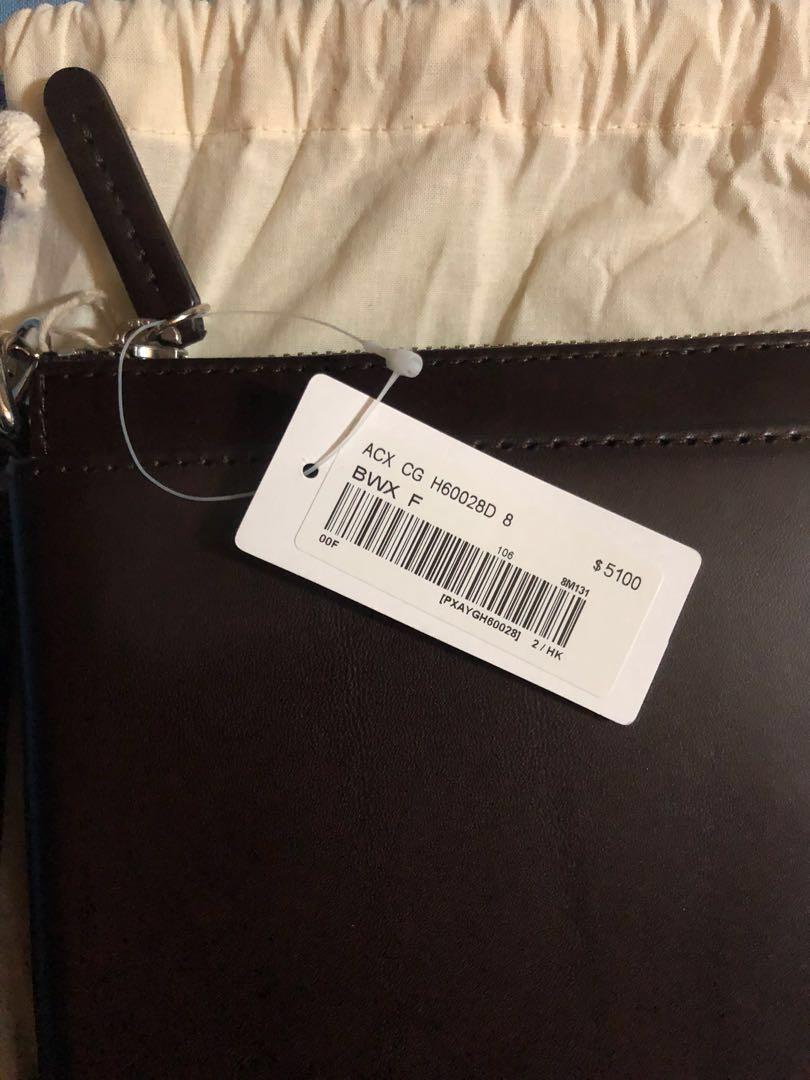 ACX CG H60028D 8
BWX F
$5100
00F 106 8M131
[PXAYGH60028] 2 / HK